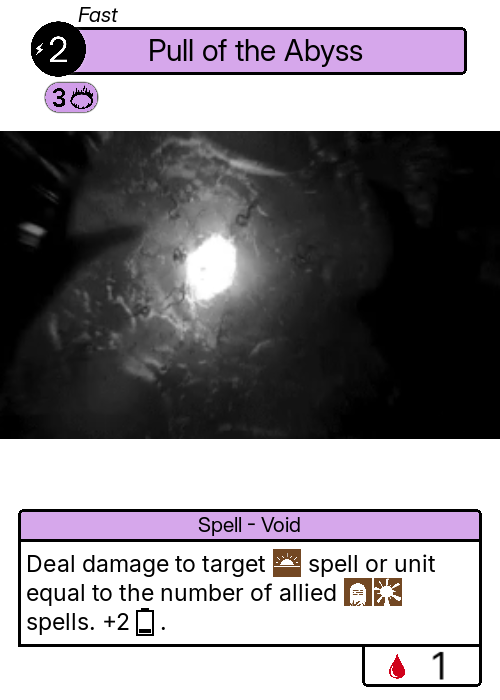 Fast
2
Pull of the Abyss
3
Spell - Void
Deal damage to target spell or unit
equal to the number of allied
spells. +2 .
1